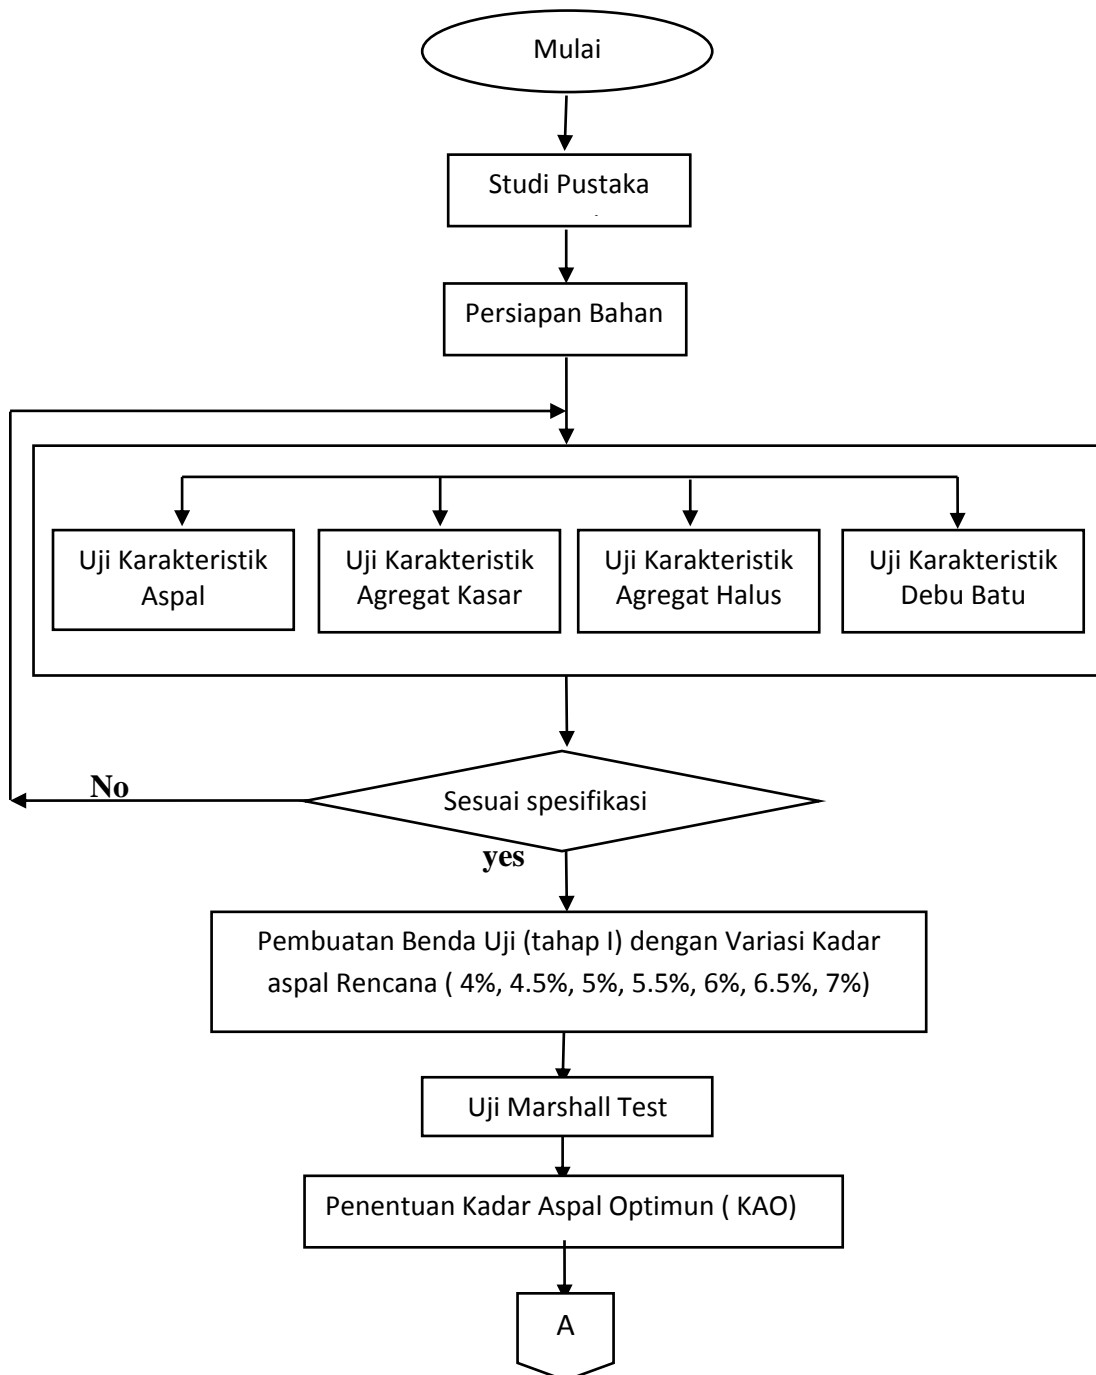 Mulai
Studi Pustaka
Persiapan Bahan
Uji Karakteristik
Aspal
Uji Karakteristik
Agregat Kasar
Uji Karakteristik
Agregat Halus
Uji Karakteristik
Debu Batu
No
Sesuai spesifikasi
yes
Pembuatan Benda Uji (tahap I) dengan Variasi Kadar
aspal Rencana ( 4%, 4.5%, 5%, 5.5%, 6%, 6.5%, 7%)
Uji Marshall Test
Penentuan Kadar Aspal Optimun ( KAO)
A